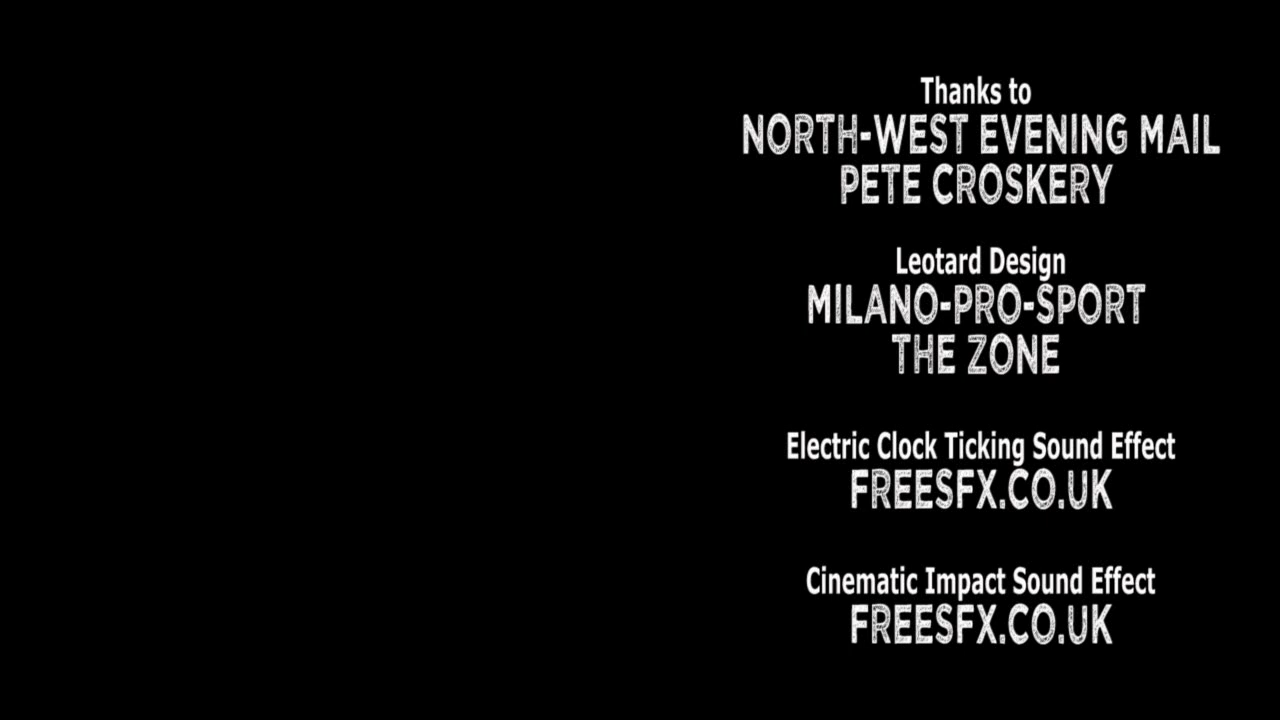 Thanks to
NORTH-WEST EVENING MAIL
PETE CROSKERY
Leotard Design
MILANO-PRO-SPORT
THE ZONE
Electric Clock Ticking Sound Effect
FREESFX.CO.UK
Cinematic Impact Sound Effect
FREESFX.CO.UK